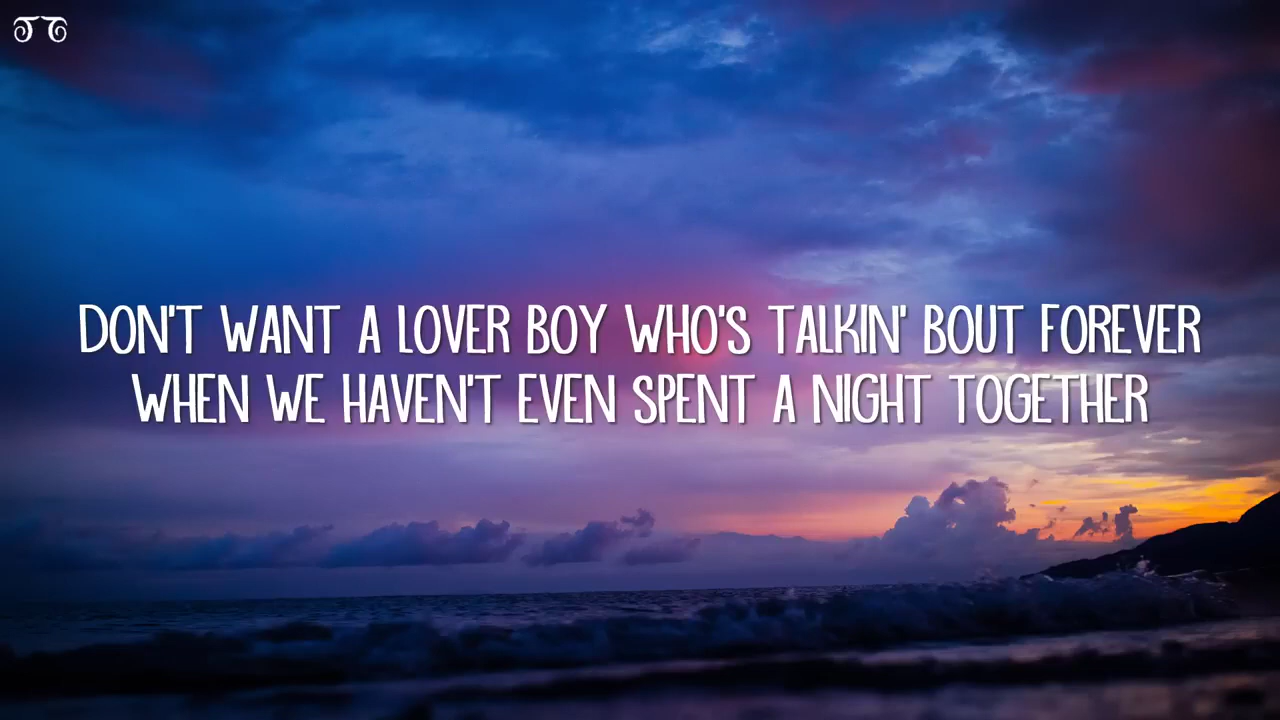 DON'T WANT A LOVER BOY WHO'S TALKIN' BOUT FOREVER
WHEN WE HAVEN'T EVEN SPENT A NIGHT TOGETHER